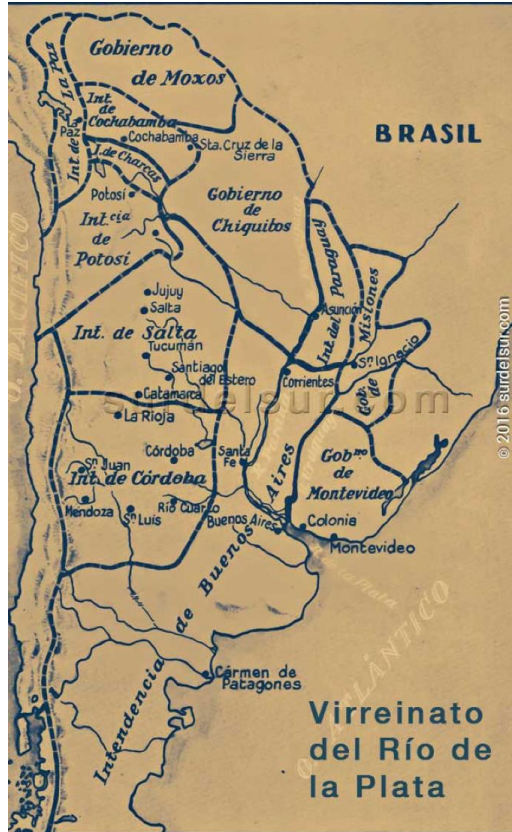 Gobierno
de Moxos
Int. de La Paz
La
Paz
Int. de
Cochabamba
Cochabamba
Sta. Cruz de la
Sierra
I. de Charcas
BRASIL
Potosí
Int.cia
de
Potosí
Gobierno
de
Chiquitos
O. PACÍFICO
Int. del Paraguay
Misiones
Asunción
Jujuy
Salta
Int. de Salta
Tucumán
Santiago
del Estero
Catamarca
La Rioja
Corrientes
Sn. Ignacio
Gob. de
surdelsur.com
© 2016 surdelsur.com
Córdoba
Santa
Fe
Sn. Juan
Int. de Córdoba
Mendoza
Sn. Luís
Río Cuarto
Gob.no
de
Montevideo
Buenos Aires
Colonia
Montevideo
Intendencia de Buenos Aires
O. ATLÁNTICO
Cármen de
Patagones
Virreinato
del Río de
la Plata